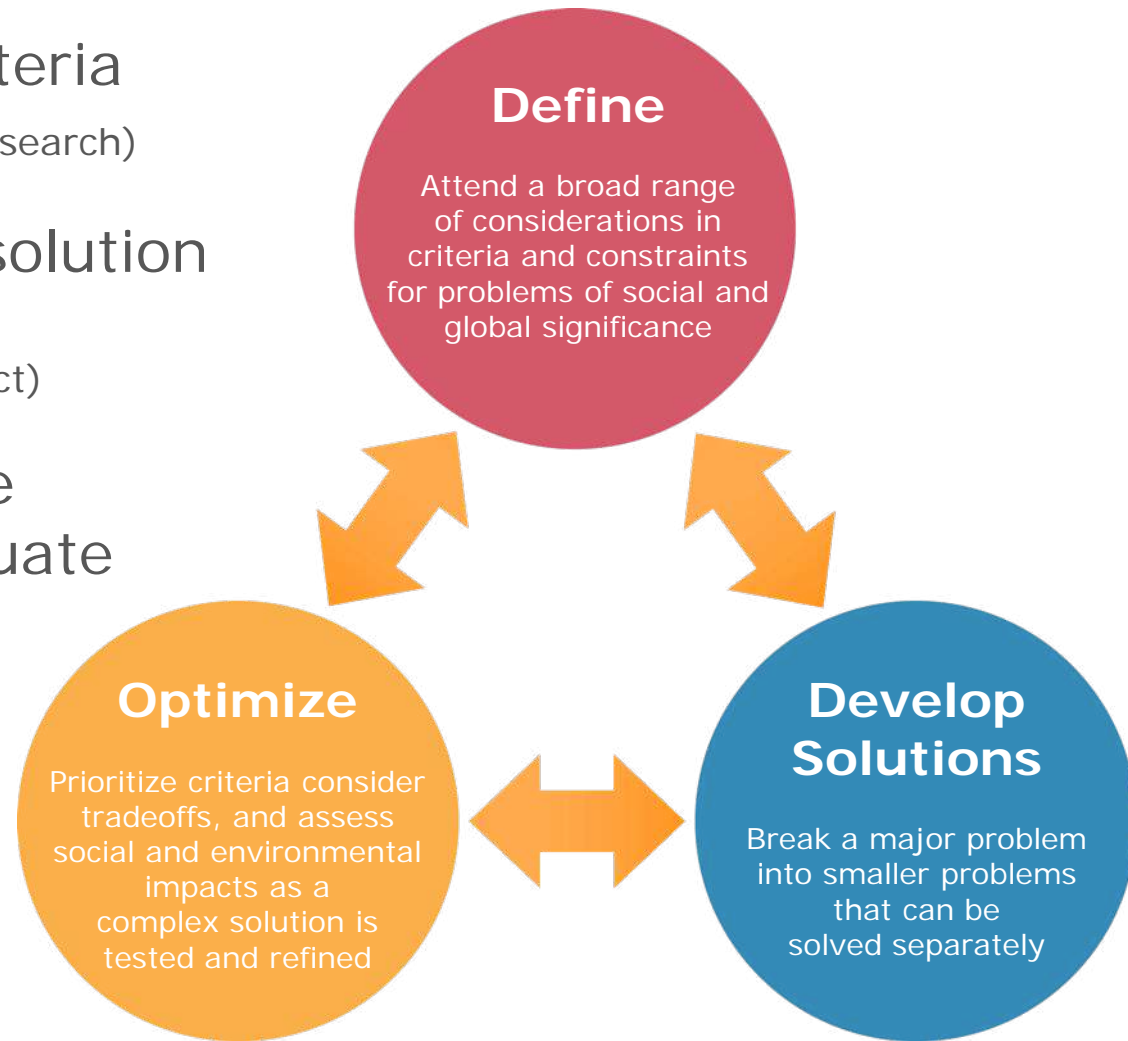 teria
search)
solution
ct)
e
uate
Define
Attend a broad range
of considerations in
criteria and constraints
for problems of social and
global significance
Optimize
Prioritize criteria consider
tradeoffs, and assess
social and environmental
impacts as a
complex solution is
tested and refined
Develop
Solutions
Break a major problem
into smaller problems
that can be
solved separately